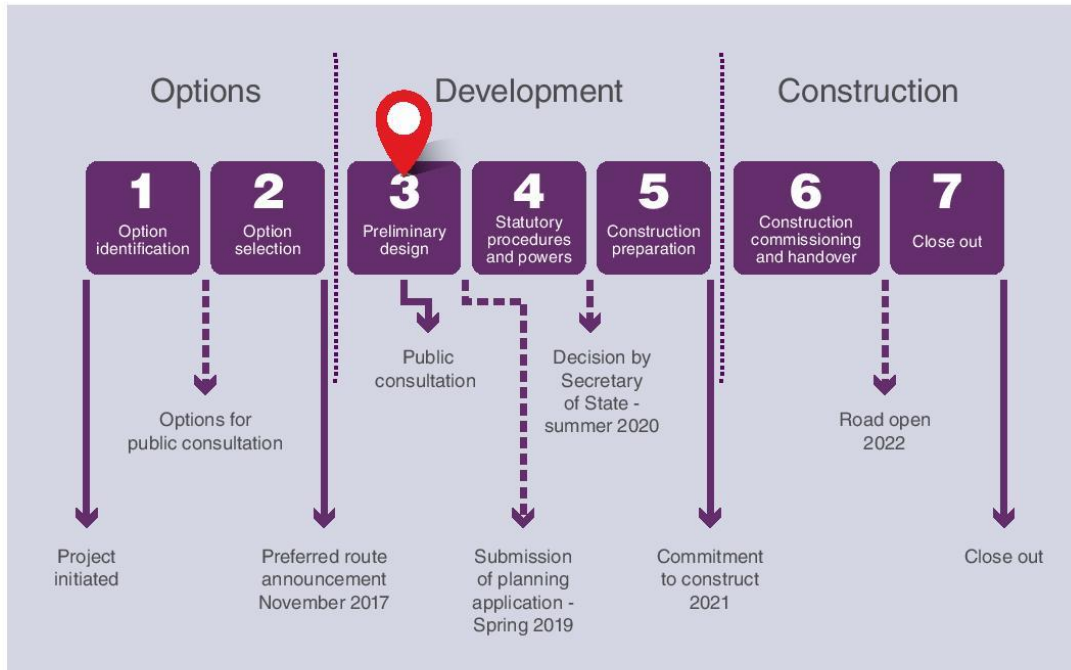 Options
Development
Construction
1
Option
identification
2
Option
selection
3
Preliminary
design
4
Statutory
procedures
and powers
5
Construction
preparation
6
Construction
commissioning
and handover
7
Close out
Public
consultation
Decision by
Secretary
of State -
summer 2020
Options for
public consultation
Road open
2022
Project
initiated
Preferred route
announcement
November 2017
Submission
of planning
application -
Spring 2019
Commitment
to construct
2021
Close out